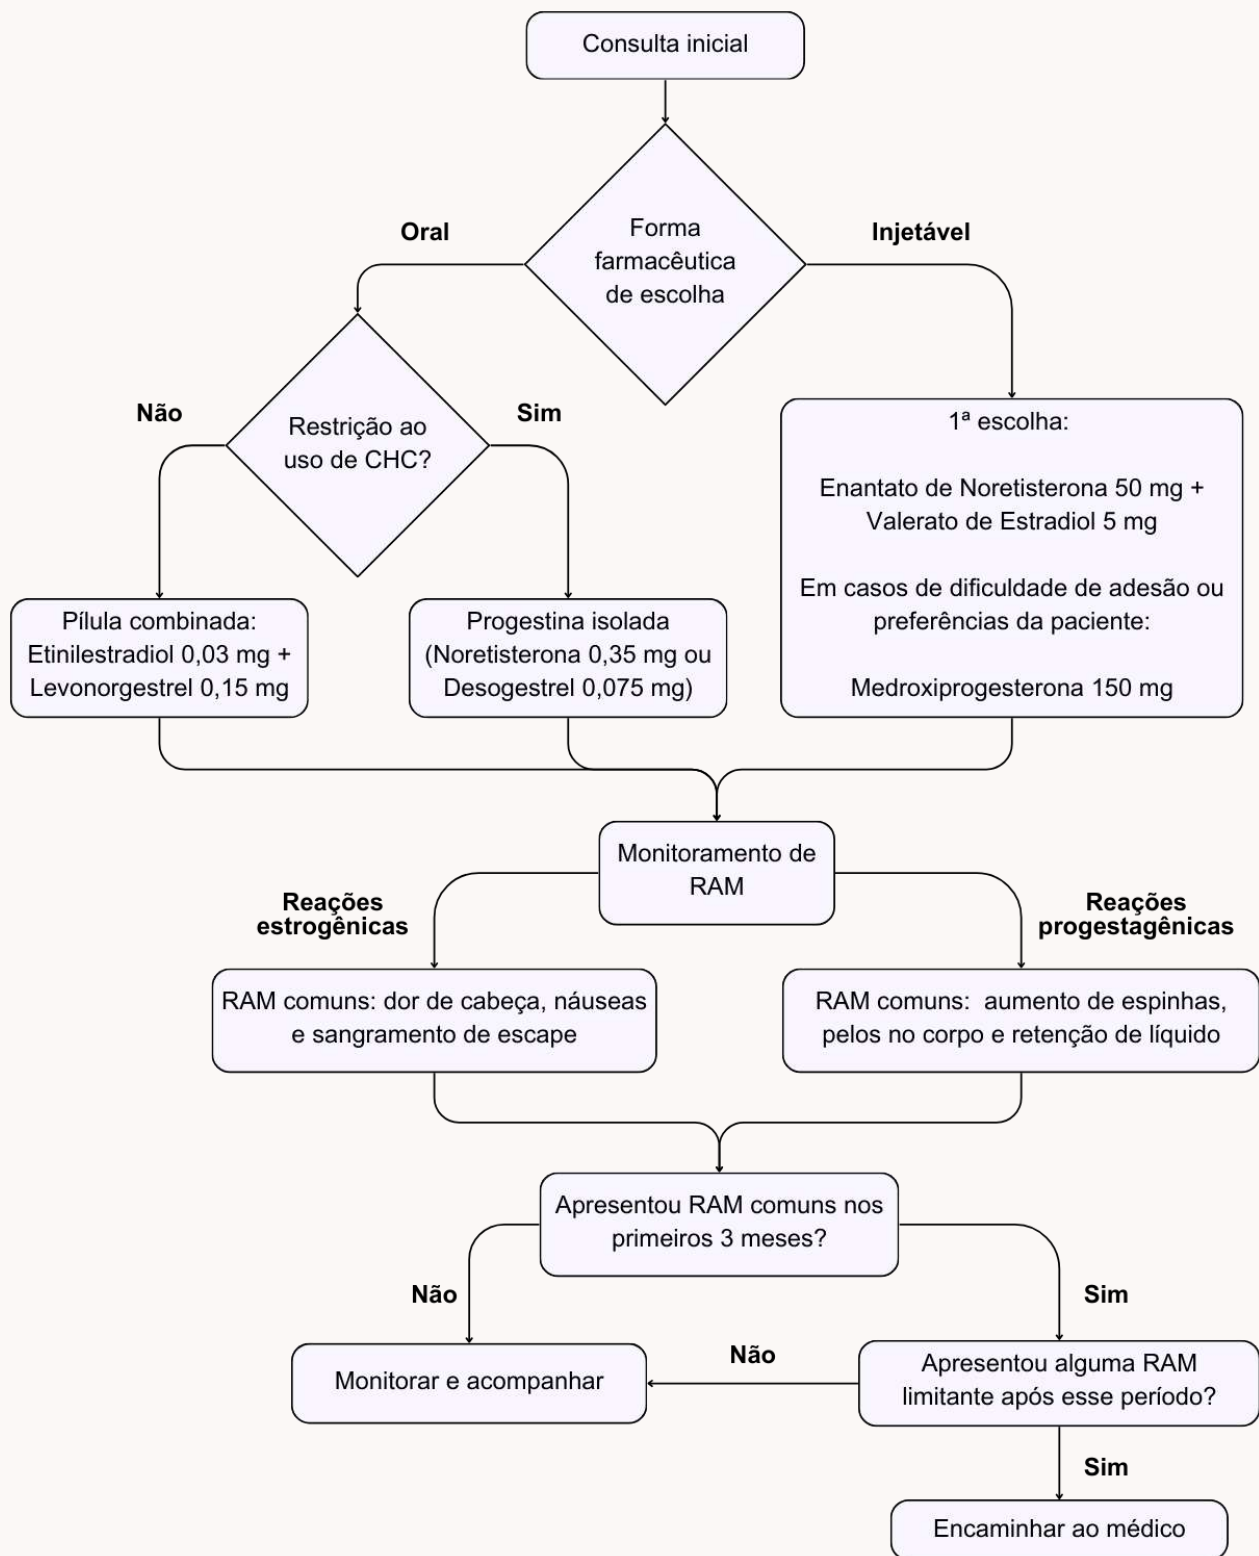 Consulta inicial
Forma
farmacêutica
de escolha
Oral
Injetável
Restrição ao
uso de CHC?
Não
Sim
1ª escolha:
Enantato de Noretisterona 50 mg +
Valerato de Estradiol 5 mg
Em casos de dificuldade de adesão ou
preferências da paciente:
Medroxiprogesterona 150 mg
Pílula combinada:
Etinilestradiol 0,03 mg +
Levonorgestrel 0,15 mg
Progestina isolada
(Noretisterona 0,35 mg ou
Desogestrel 0,075 mg)
Monitoramento de
RAM
Reações
estrogênicas
Reações
progestagênicas
RAM comuns: dor de cabeça, náuseas
e sangramento de escape
RAM comuns:  aumento de espinhas,
pelos no corpo e retenção de líquido
Apresentou RAM comuns nos
primeiros 3 meses?
Não
Sim
Monitorar e acompanhar
Não
Apresentou alguma RAM
limitante após esse período?
Sim
Encaminhar ao médico